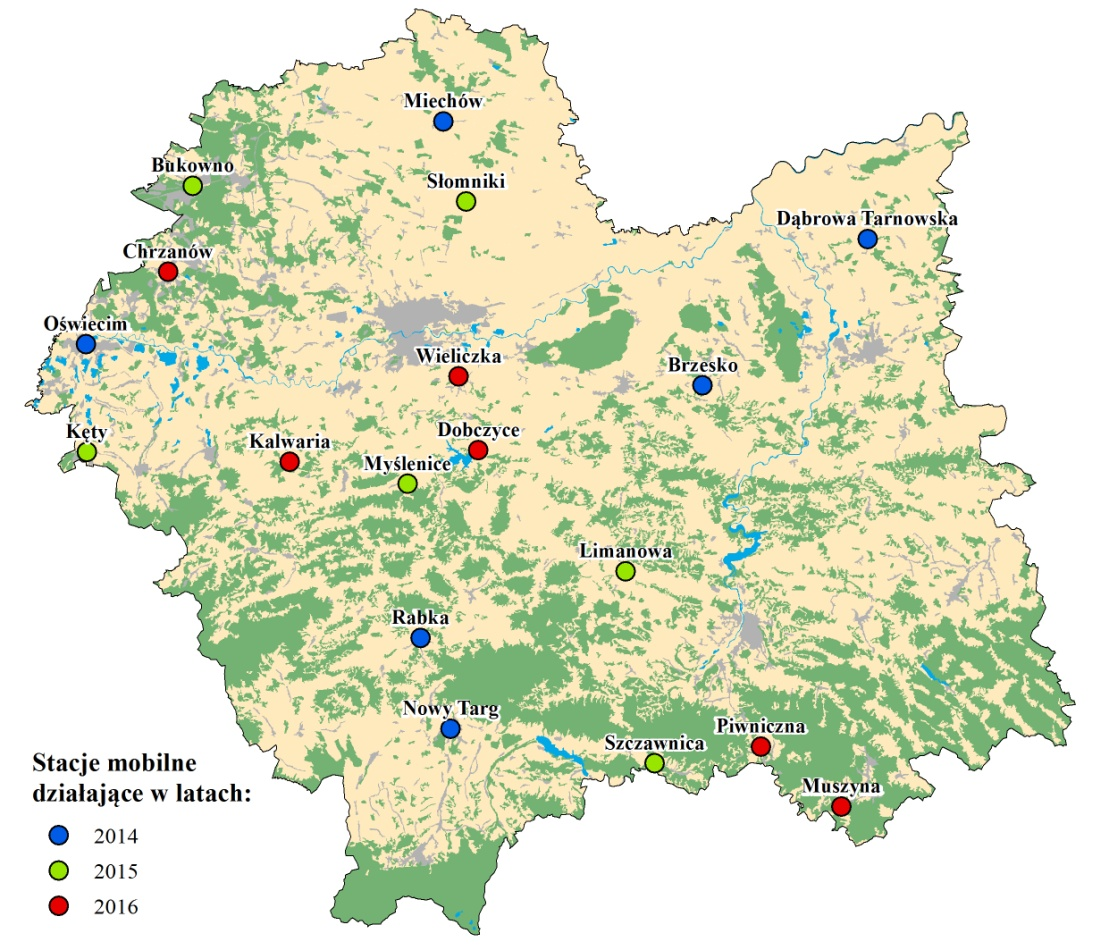 Miechów
Bukowno
Słomniki
Dąbrowa Tarnowska
Chrzanów
Oświecim
Wieliczka
Brzesko
Kęty
Kalwaria
Dobczyce
Myślenice
Limanowa
Rabka
Nowy Targ
Piwniczna
Szczawnica
Muszyna
Stacje mobilne
działające w latach:
2014
2015
2016